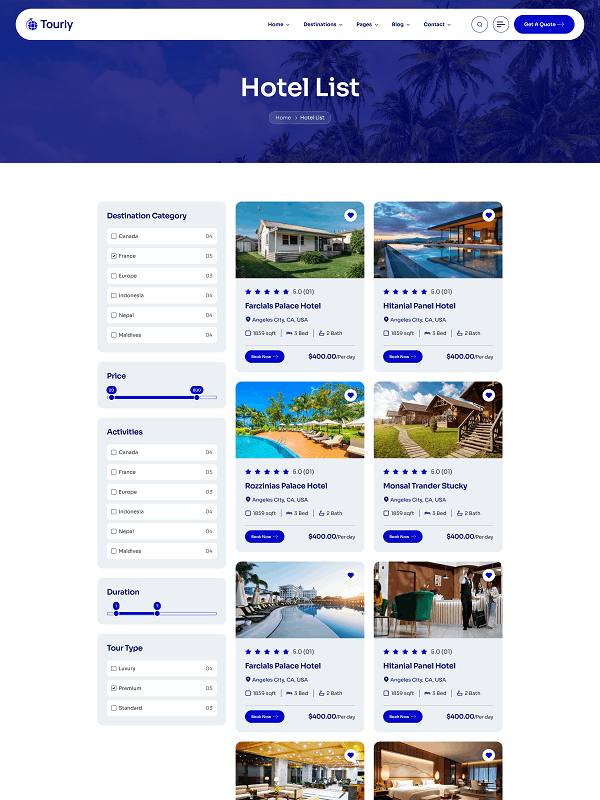 Tourly
Home Destinations Pages Blog Contact Get A Quote
Hotel List
Home > Hotel List
Destination Category
Canada 04
France 05
Europe 03
Indonesia 04
Nepal 04
Maldives 04
Price
Activities
Canada 04
France 05
Europe 03
Indonesia 04
Nepal 04
Maldives 04
Duration
1 7
Tour Type
Luxury 04
Premium 05
Standard 03
5.0 (01)
Farcials Palace Hotel
Angeles City, CA, USA
1859 sqft 3 Bed 2 Bath
Book Now $400.00/Per day
5.0 (01)
Hitanial Panel Hotel
Angeles City, CA, USA
1859 sqft 3 Bed 2 Bath
Book Now $400.00/Per day
5.0 (01)
Rozzinias Palace Hotel
Angeles City, CA, USA
1859 sqft 3 Bed 2 Bath
Book Now $400.00/Per day
5.0 (01)
Monsal Trander Stucky
Angeles City, CA, USA
1859 sqft 3 Bed 2 Bath
Book Now $400.00/Per day
5.0 (01)
Farcials Palace Hotel
Angeles City, CA, USA
1859 sqft 3 Bed 2 Bath
Book Now $400.00/Per day
5.0 (01)
Hitanial Panel Hotel
Angeles City, CA, USA
1859 sqft 3 Bed 2 Bath
Book Now $400.00/Per day